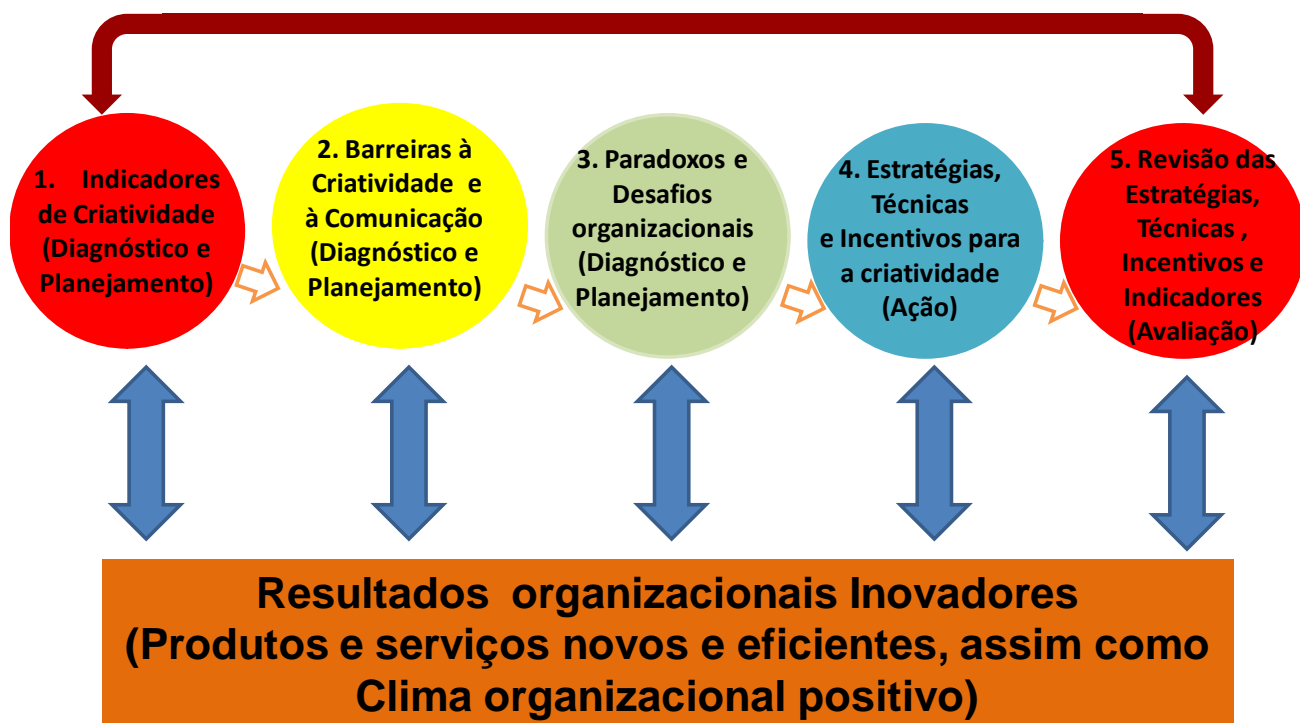 1. Indicadores
de Criatividade
(Diagnóstico e
Planejamento)
2. Barreiras à
Criatividade e
à Comunicação
(Diagnóstico e
Planejamento)
3. Paradoxos e
Desafios
organizacionais
(Diagnóstico e
Planejamento)
4. Estratégias,
Técnicas
e Incentivos para
a criatividade
(Ação)
5. Revisão das
Estratégias,
Técnicas ,
Incentivos e
Indicadores
(Avaliação)
Resultados organizacionais Inovadores
(Produtos e serviços novos e eficientes, assim como
Clima organizacional positivo)